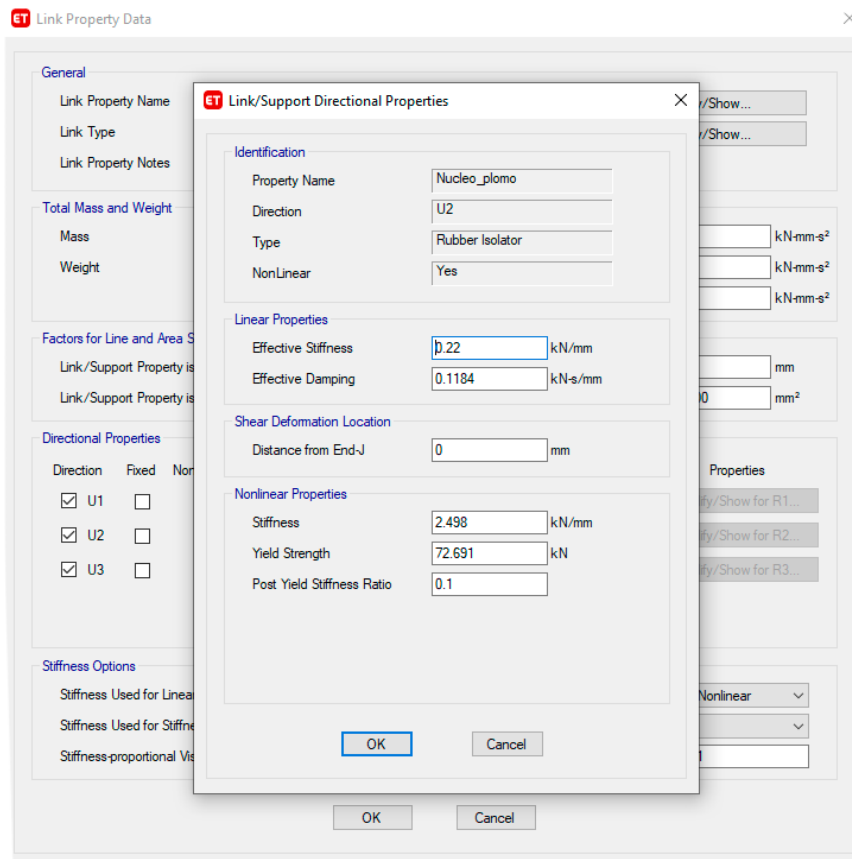 ET Link Property Data
General
Link Property Name
Link Type
Link Property Notes
/Show...
/Show...
Total Mass and Weight
Mass kN-mm-s²
Weight kN-mm-s²
kN-mm-s²
Factors for Line and Area S
Link/Support Property is mm
Link/Support Property is 00 mm²
Directional Properties
Direction Fixed Non Properties
U1 ify/Show for R1...
U2 ify/Show for R2...
U3 ify/Show for R3...
Stiffness Options
Stiffness Used for Linear Nonlinear
Stiffness Used for Stiffne
Stiffness-proportional Vis
OK Cancel
ET Link/Support Directional Properties
Identification
Property Name Nucleo_plomo
Direction U2
Type Rubber Isolator
NonLinear Yes
Linear Properties
Effective Stiffness 0.22 kN/mm
Effective Damping 0.1184 kN-s/mm
Shear Deformation Location
Distance from End-J 0 mm
Nonlinear Properties
Stiffness 2.498 kN/mm
Yield Strength 72.691 kN
Post Yield Stiffness Ratio 0.1
OK Cancel